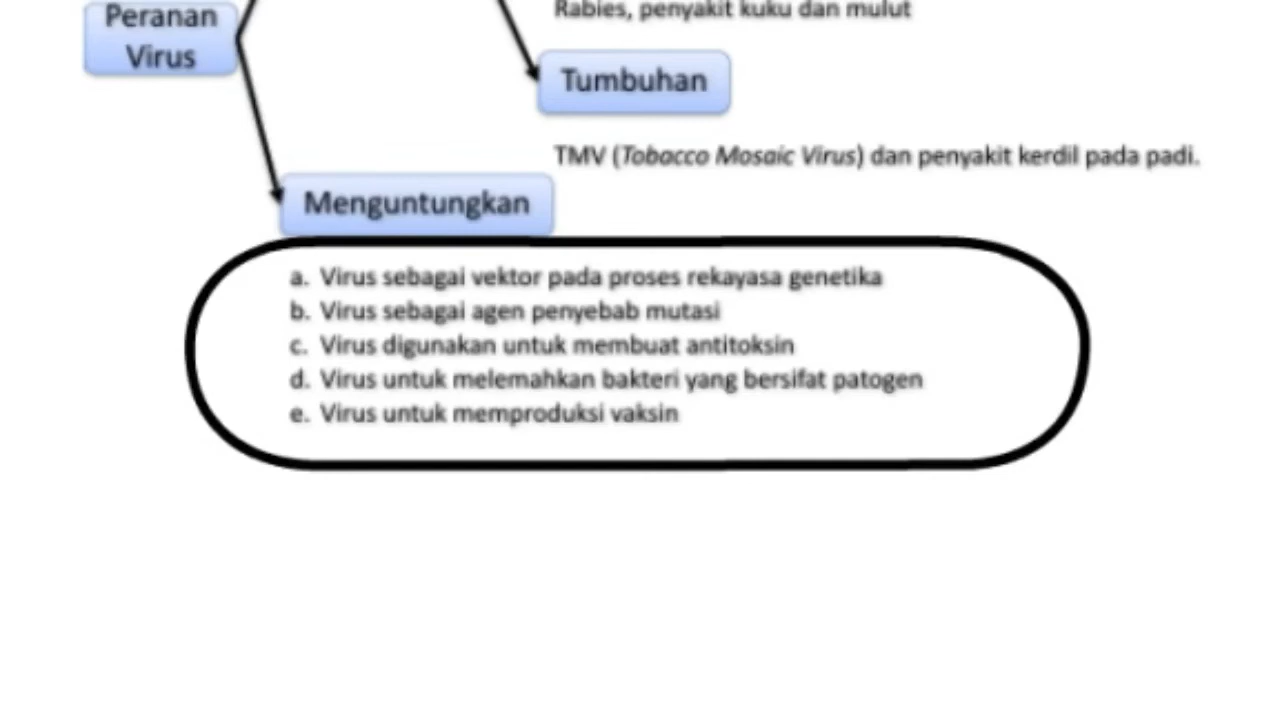 Rabies, penyakit kuku dan mulut
Peranan
Virus
Tumbuhan
TMV (Tobacco Mosaic Virus) dan penyakit kerdil pada padi.
Menguntungkan
a. Virus sebagai vektor pada proses rekayasa genetika
b. Virus sebagai agen penyebab mutasi
c. Virus digunakan untuk membuat antitoksin
d. Virus untuk melemahkan bakteri yang bersifat patogen
e. Virus untuk memproduksi vaksin